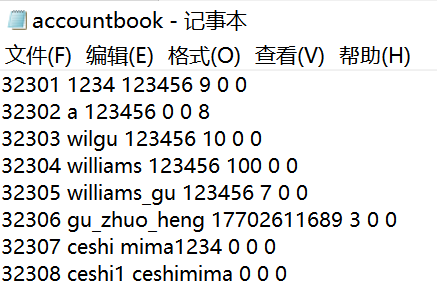 accountbook - 记事本
文件(F) 编辑(E) 格式(O) 查看(V) 帮助(H)
32301 1234 123456 9 0 0
32302 a 123456 0 0 8
32303 wilgu 123456 10 0 0
32304 williams 123456 100 0 0
32305 williams_gu 123456 7 0 0
32306 gu_zhuo_heng 17702611689 3 0 0
32307 ceshi mima1234 0 0 0
32308 ceshi1 ceshimima 0 0 0